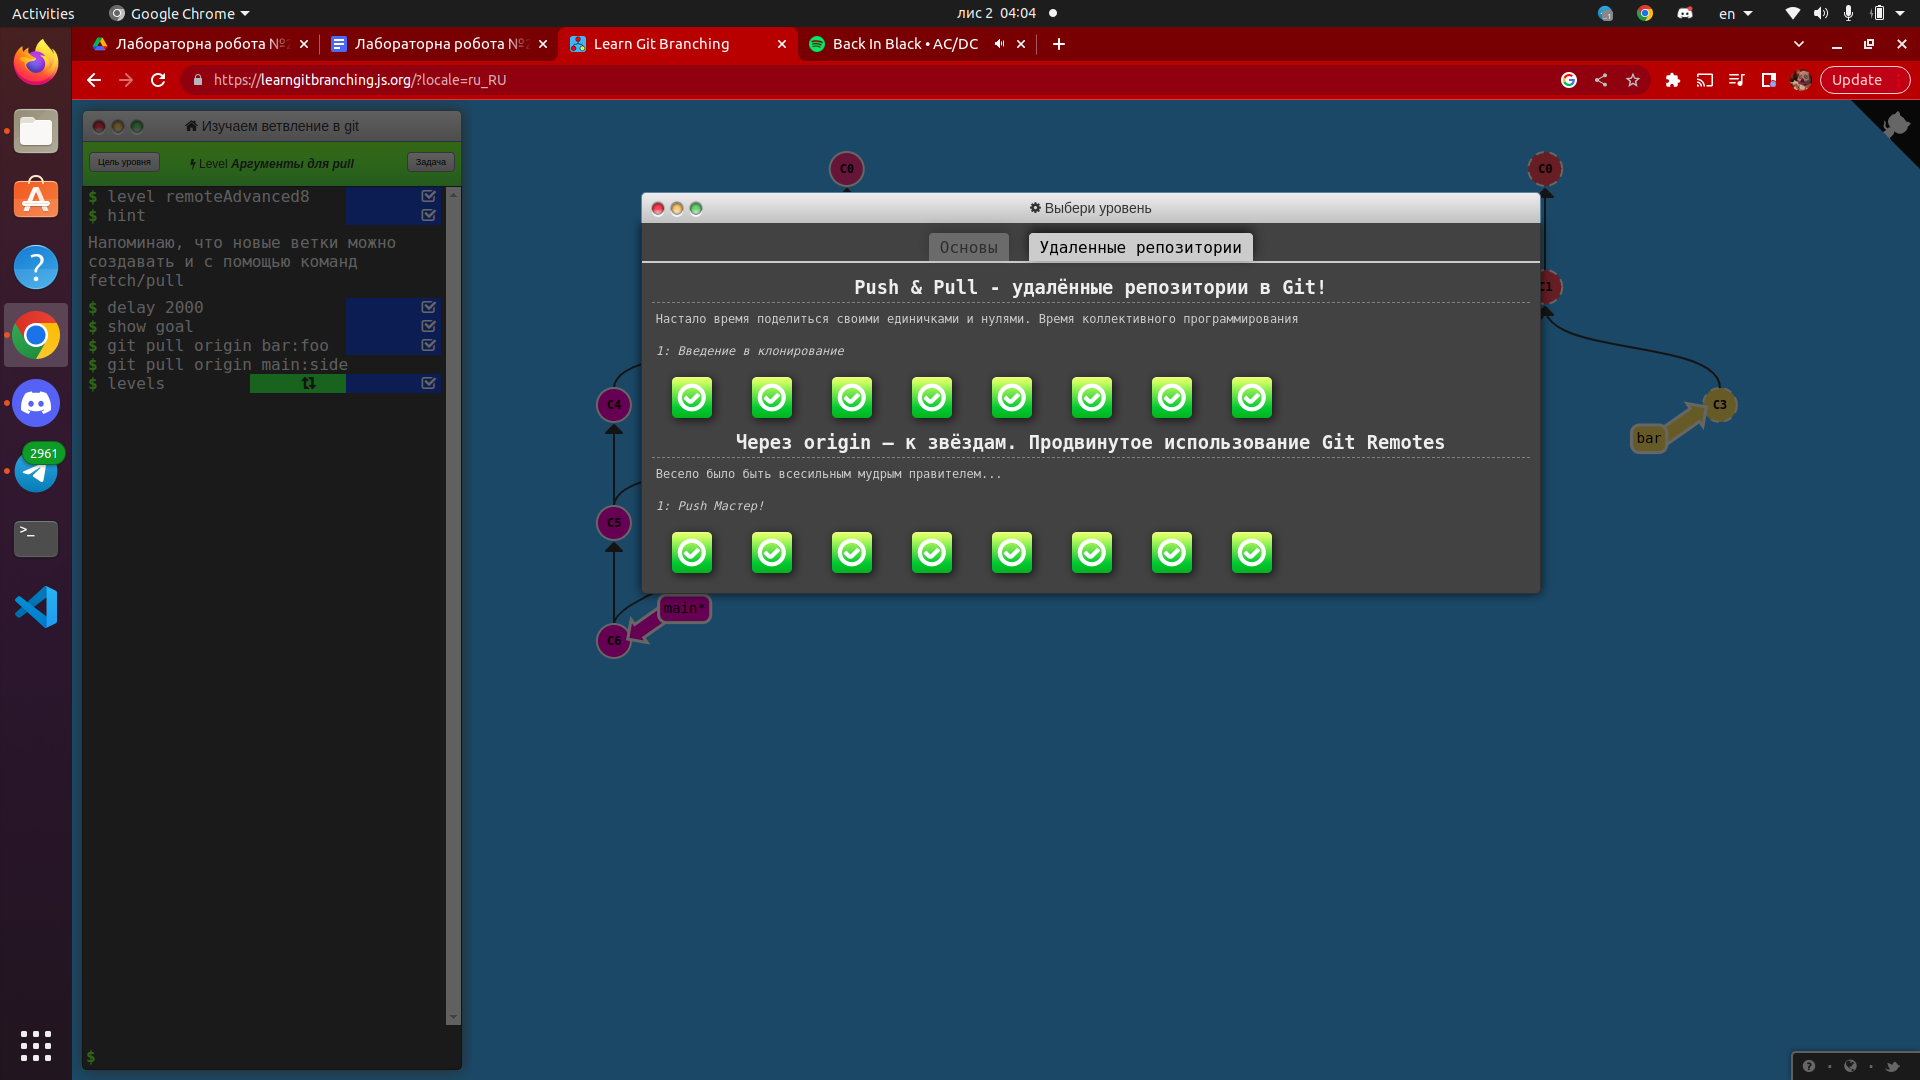 Activities
Google Chrome
лис 2 04:04
en
Лабораторна робота №2
Лабораторна робота №2
Learn Git Branching
Back In Black • AC/DC
https://learngitbranching.js.org/?locale=ru_RU
Update
2961
Изучаем ветвление в git
Цель уровня
Level Аргументы для pull
Задача
$ level remoteAdvanced8
$ hint
Напоминаю, что новые ветки можно
создавать и с помощью команд
fetch/pull
$ delay 2000
$ show goal
$ git pull origin bar:foo
$ git pull origin main:side
$ levels
$
C0
C4
C5
C6
main*
Выбери уровень
Основы
Удаленные репозитории
Push & Pull - удалённые репозитории в Git!
Настало время поделиться своими единичками и нулями. Время коллективного программирования
1: Введение в клонирование
Через origin – к звёздам. Продвинутое использование Git Remotes
Весело было быть всесильным мудрым правителем...
1: Push Мастер!
C0
C1
C3
bar